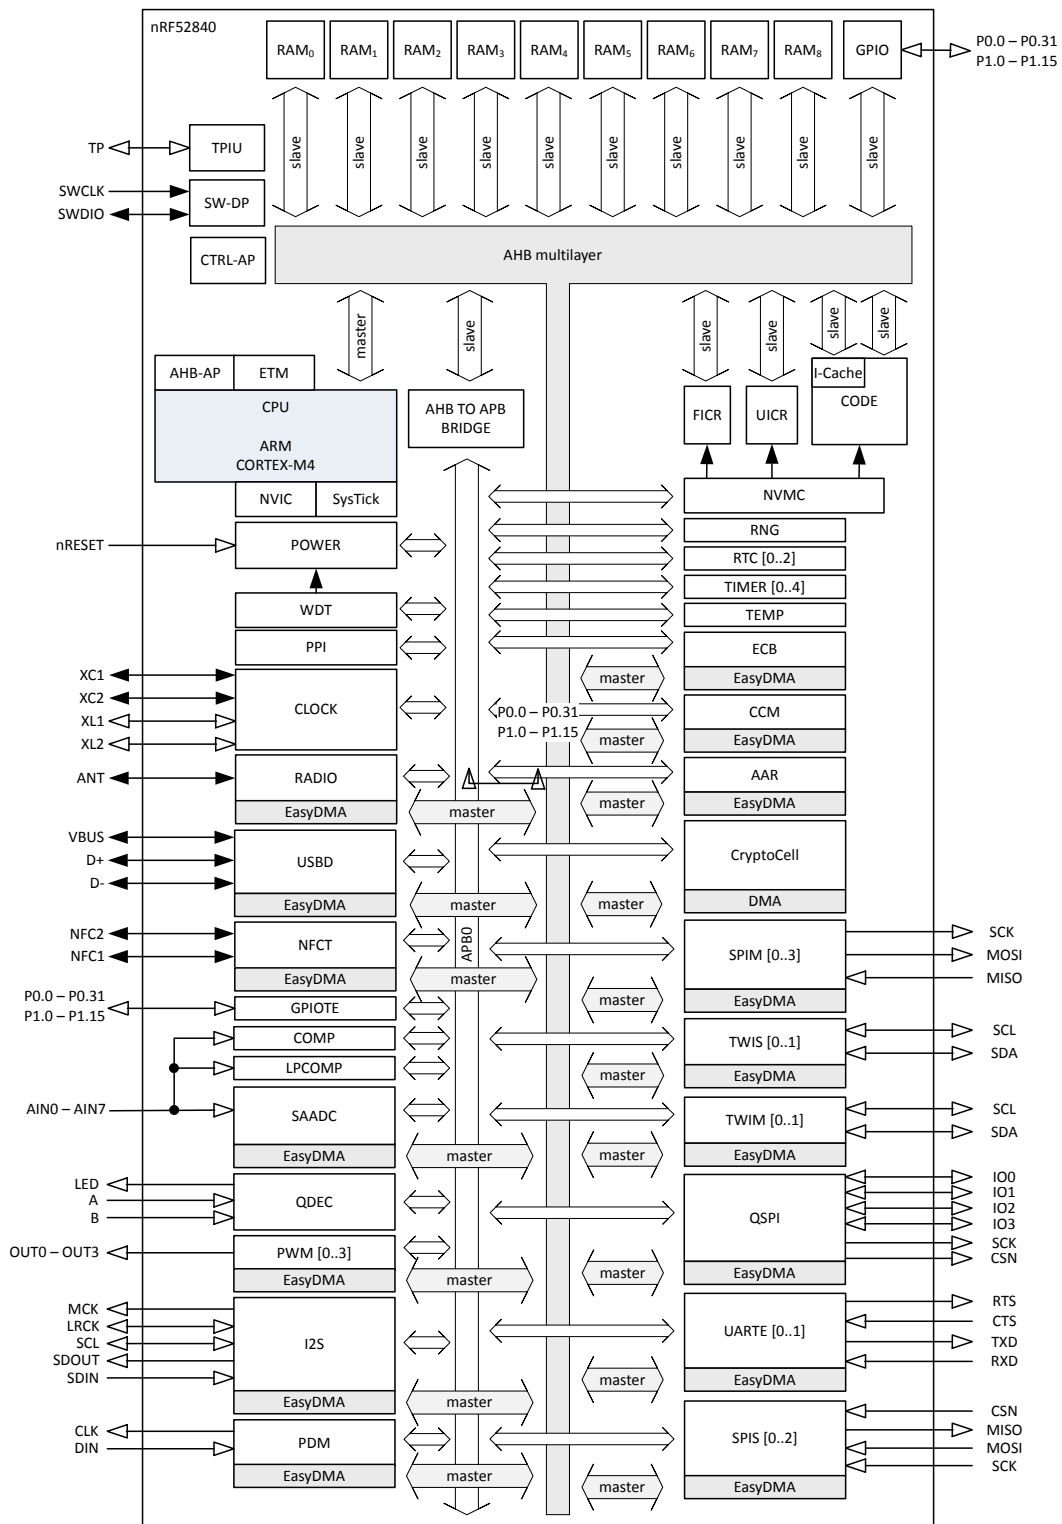 nRF52840
RAM0 RAM1 RAM2 RAM3 RAM4 RAM5 RAM6 RAM7 RAM8 GPIO
P0.0 – P0.31
P1.0 – P1.15
slave slave slave slave slave slave slave slave slave slave
TP TPIU
SWCLK
SW-DP
SWDIO
CTRL-AP
AHB multilayer
master slave slave slave slave slave
AHB-AP ETM
I-Cache
CPU
AHB TO APB
BRIDGE
FICR UICR CODE
ARM
CORTEX-M4
NVIC SysTick
NVMC
RNG
nRESET POWER
RTC [0..2]
TIMER [0..4]
WDT
TEMP
PPI
ECB
XC1
master EasyDMA
XC2
CLOCK
P0.0 – P0.31
P1.0 – P1.15
CCM
XL1
XL2
master EasyDMA
ANT RADIO
AAR
EasyDMA master
master EasyDMA
VBUS
D+
USBD
CryptoCell
D-
EasyDMA master
master DMA
NFC2
NFC1
NFCT
APB0
SPIM [0..3]
SCK
MOSI
MISO
EasyDMA master
master EasyDMA
P0.0 – P0.31
P1.0 – P1.15
GPIOTE
COMP
TWIS [0..1]
SCL
SDA
LPCOMP
master EasyDMA
AIN0 – AIN7
SAADC
TWIM [0..1]
SCL
SDA
EasyDMA master
master EasyDMA
LED
A
B
QDEC
QSPI
IO0
IO1
IO2
IO3
SCK
CSN
OUT0 – OUT3
PWM [0..3]
EasyDMA master
master EasyDMA
MCK
LRCK
SCL
SDOUT
SDIN
I2S
UARTE [0..1]
RTS
CTS
TXD
RXD
EasyDMA master
master EasyDMA
CLK
DIN
PDM
SPIS [0..2]
CSN
MISO
MOSI
SCK
EasyDMA master
master EasyDMA